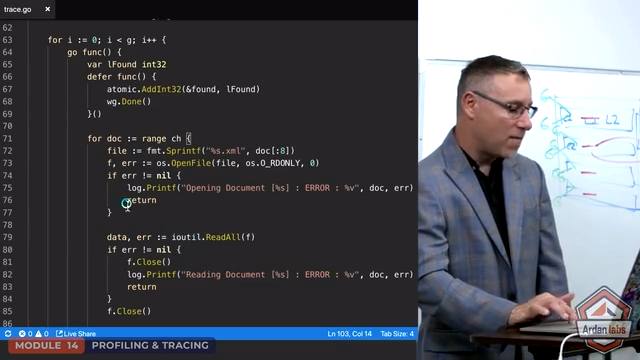 trace.go ×
62
63 for i := 0; i < g; i++ {
64 go func() {
65 var lFound int32
66 defer func() {
67 atomic.AddInt32(&found, lFound)
68 wg.Done()
69 }()
70
71 for doc := range ch {
72 file := fmt.Sprintf("%s.xml", doc[:8])
73 f, err := os.OpenFile(file, os.O_RDONLY, 0)
74 if err != nil {
75 log.Printf("Opening Document [%s] : ERROR : %v", doc, err)
76 return
77 }
78
79 data, err := ioutil.ReadAll(f)
80 if err != nil {
81 f.Close()
82 log.Printf("Reading Document [%s] : ERROR : %v", doc, err)
83 return
84 }
85 f.Close()
86
0 0 Live Share Ln 103, Col 14 Tab Size: 4
MODULE 14 PROFILING & TRACING
Ardan labs
L2